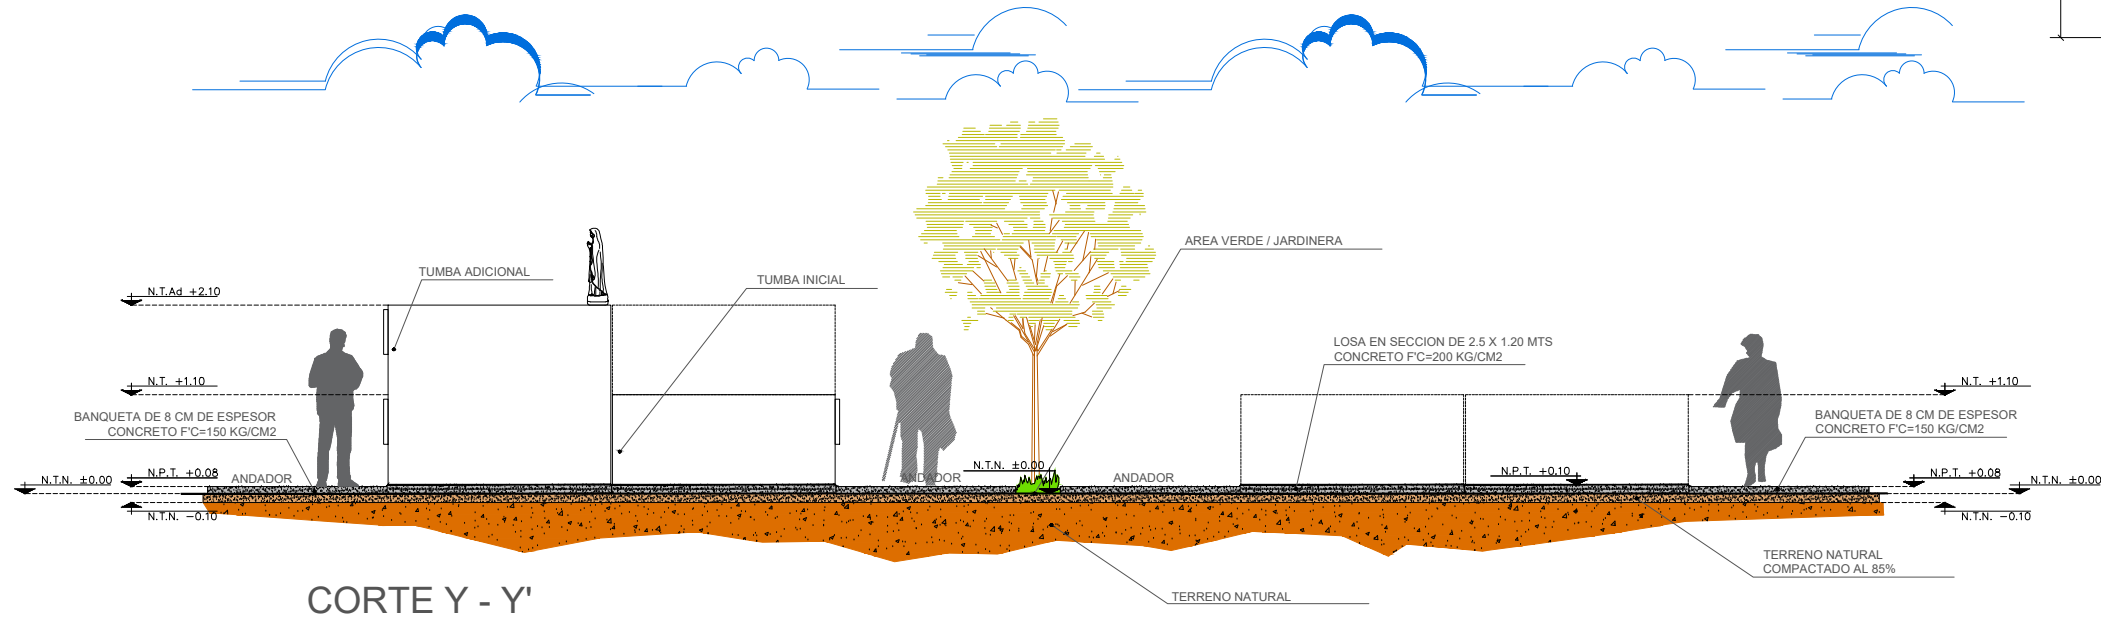 AREA VERDE / JARDINERA
TUMBA ADICIONAL
TUMBA INICIAL
N.T.Ad +2.10
LOSA EN SECCION DE 2.5 X 1.20 MTS
CONCRETO F'C=200 KG/CM2
N.T. +1.10
N.T. +1.10
BANQUETA DE 8 CM DE ESPESOR
CONCRETO F'C=150 KG/CM2
BANQUETA DE 8 CM DE ESPESOR
CONCRETO F'C=150 KG/CM2
N.T.N. ±0.00
N.P.T. +0.08
ANDADOR
ANDADOR
N.T.N. ±0.00
ANDADOR
N.P.T. +0.10
N.P.T. +0.08
N.T.N. ±0.00
N.T.N. −0.10
N.T.N. −0.10
TERRENO NATURAL
COMPACTADO AL 85%
TERRENO NATURAL
CORTE Y - Y'